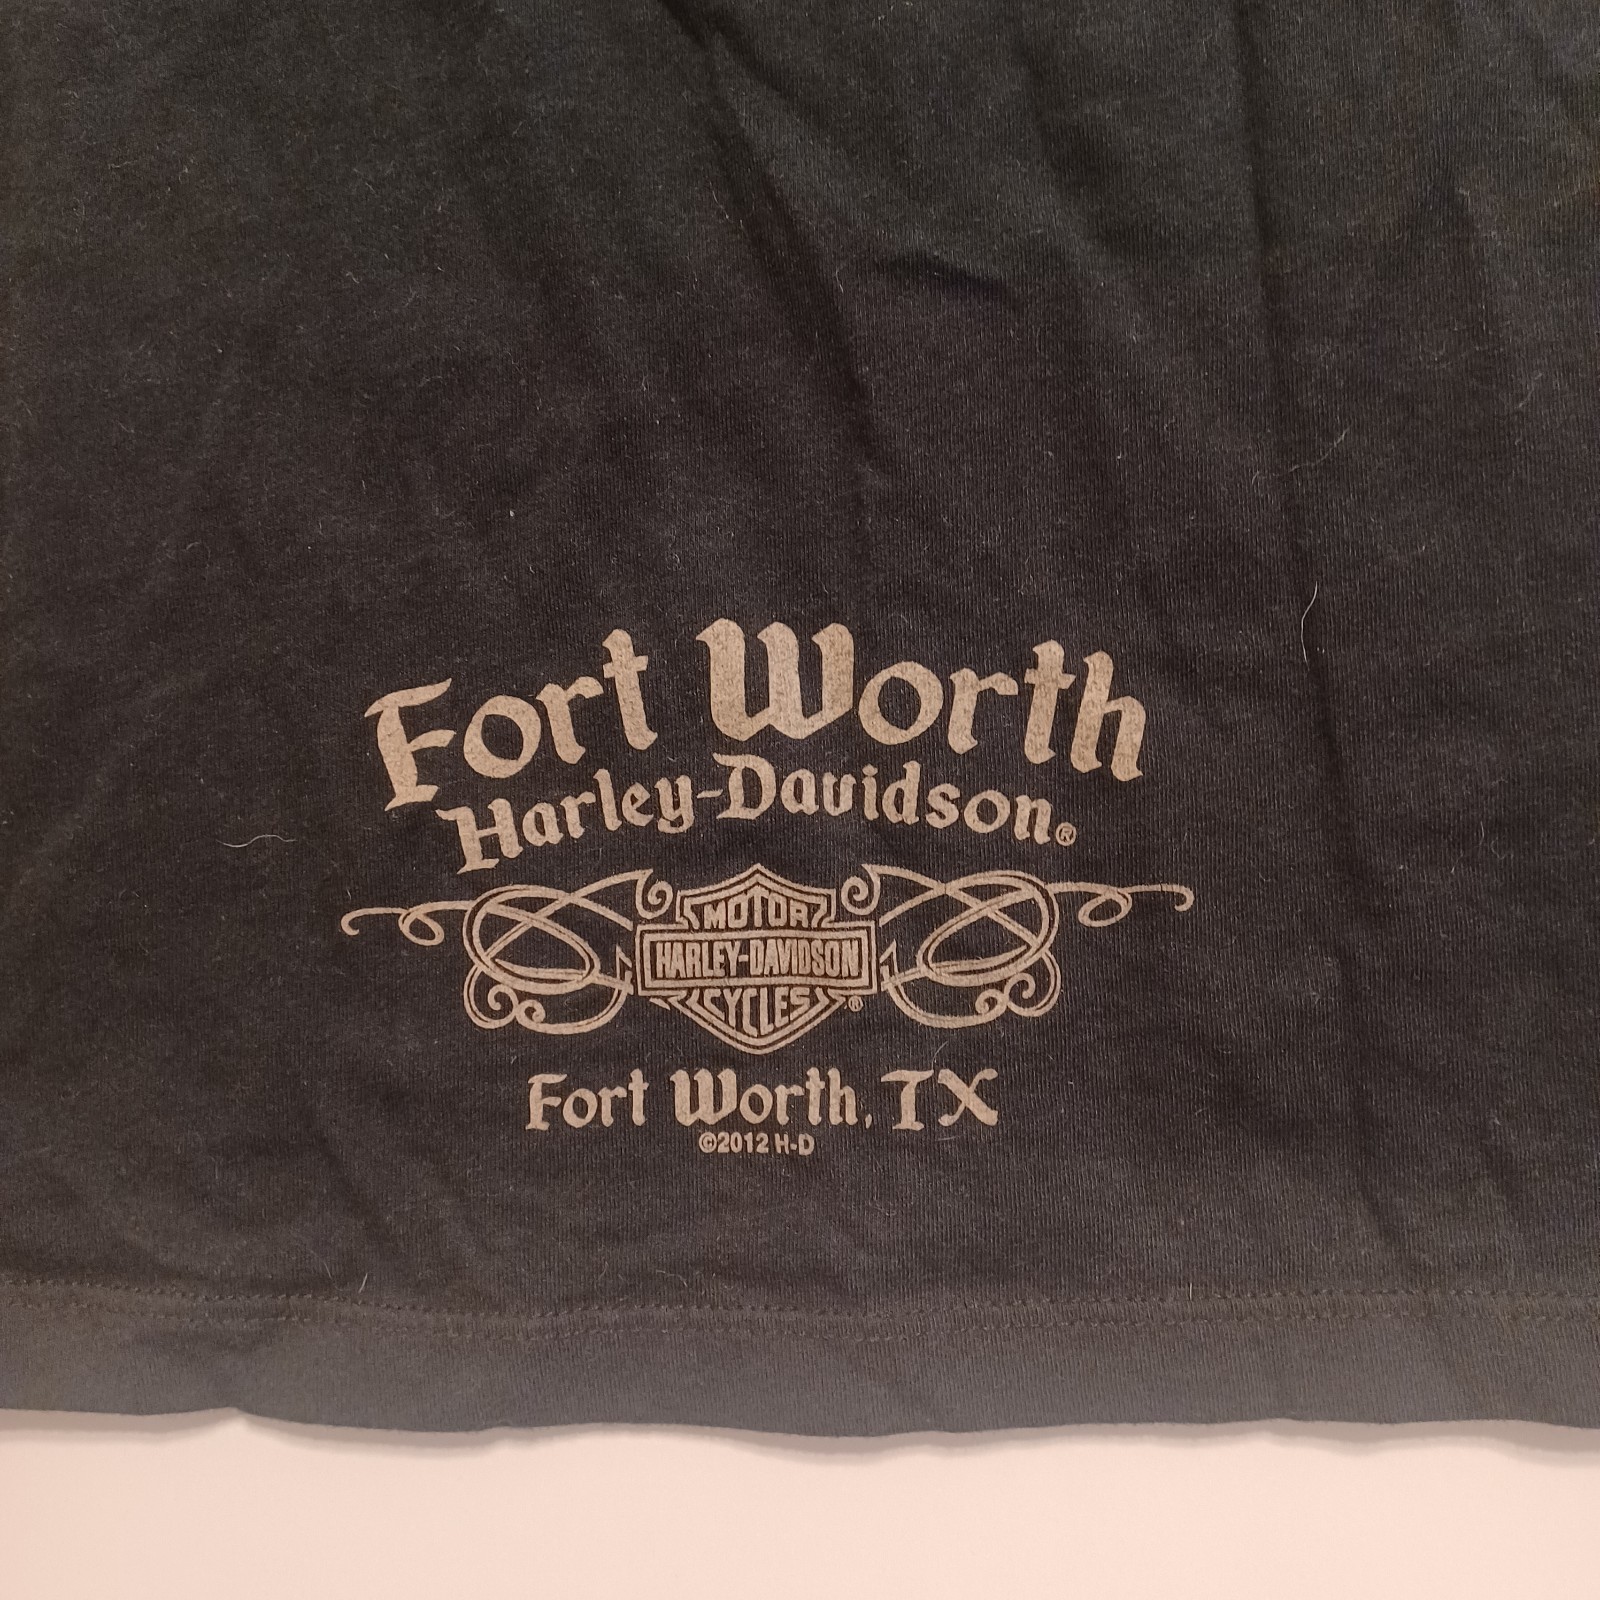 Fort Worth
Harley-Davidson®
MOTOR
HARLEY-DAVIDSON
CYCLES ®
Fort Worth, TX
©2012 H-D